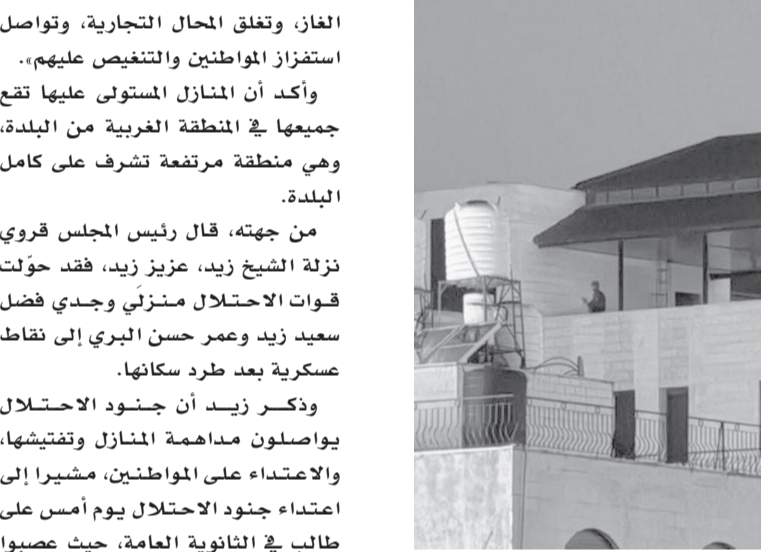 الغاز، وتغلق المحال التجارية، وتواصل
استفزاز المواطنين والتنغيص عليهم».
وأكد أن المنازل المستولى عليها تقع
جميعها في المنطقة الغربية من البلدة،
وهي منطقة مرتفعة تشرف على كامل
البلدة.
من جهته، قال رئيس المجلس قروي
نزلة الشيخ زيد، عزيز زيد، فقد حوّلت
قوات الاحتلال منزلَي وجدي فضل
سعيد زيد وعمر حسن البري إلى نقاط
عسكرية بعد طرد سكانها.
وذكر زيد أن جنود الاحتلال
يواصلون مداهمة المنازل وتفتيشها،
والاعتداء على المواطنين، مشيرا إلى
اعتداء جنود الاحتلال يوم أمس على
طالب في الثانوية العامة، حيث عصبوا